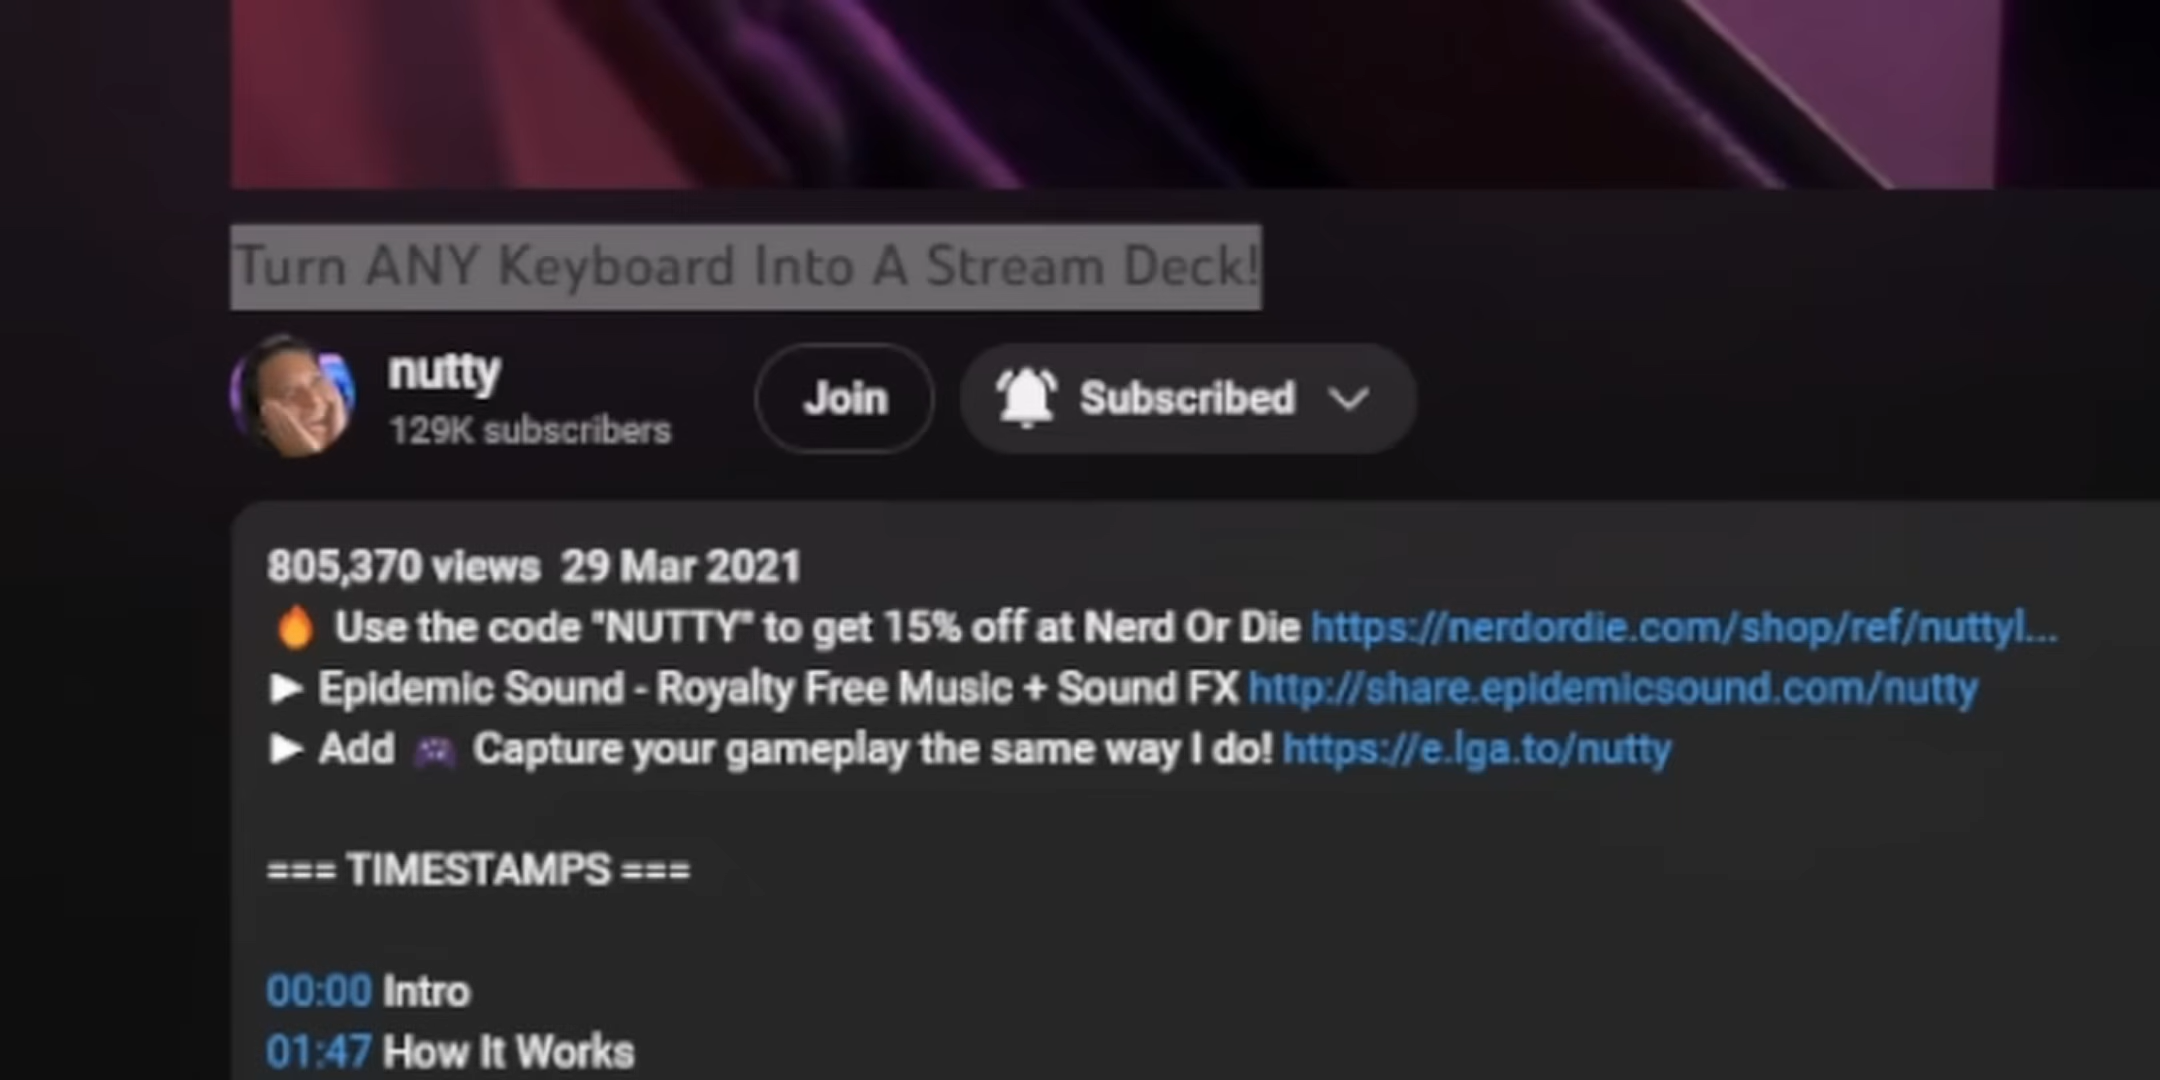 Turn ANY Keyboard Into A Stream Deck!
nutty
129K subscribers
Join
Subscribed
805,370 views 29 Mar 2021
🔥 Use the code "NUTTY" to get 15% off at Nerd Or Die https://nerdordie.com/shop/ref/nuttyl...
► Epidemic Sound - Royalty Free Music + Sound FX http://share.epidemicsound.com/nutty
► Add 🎮 Capture your gameplay the same way I do! https://e.lga.to/nutty
=== TIMESTAMPS ===
00:00 Intro
01:47 How It Works